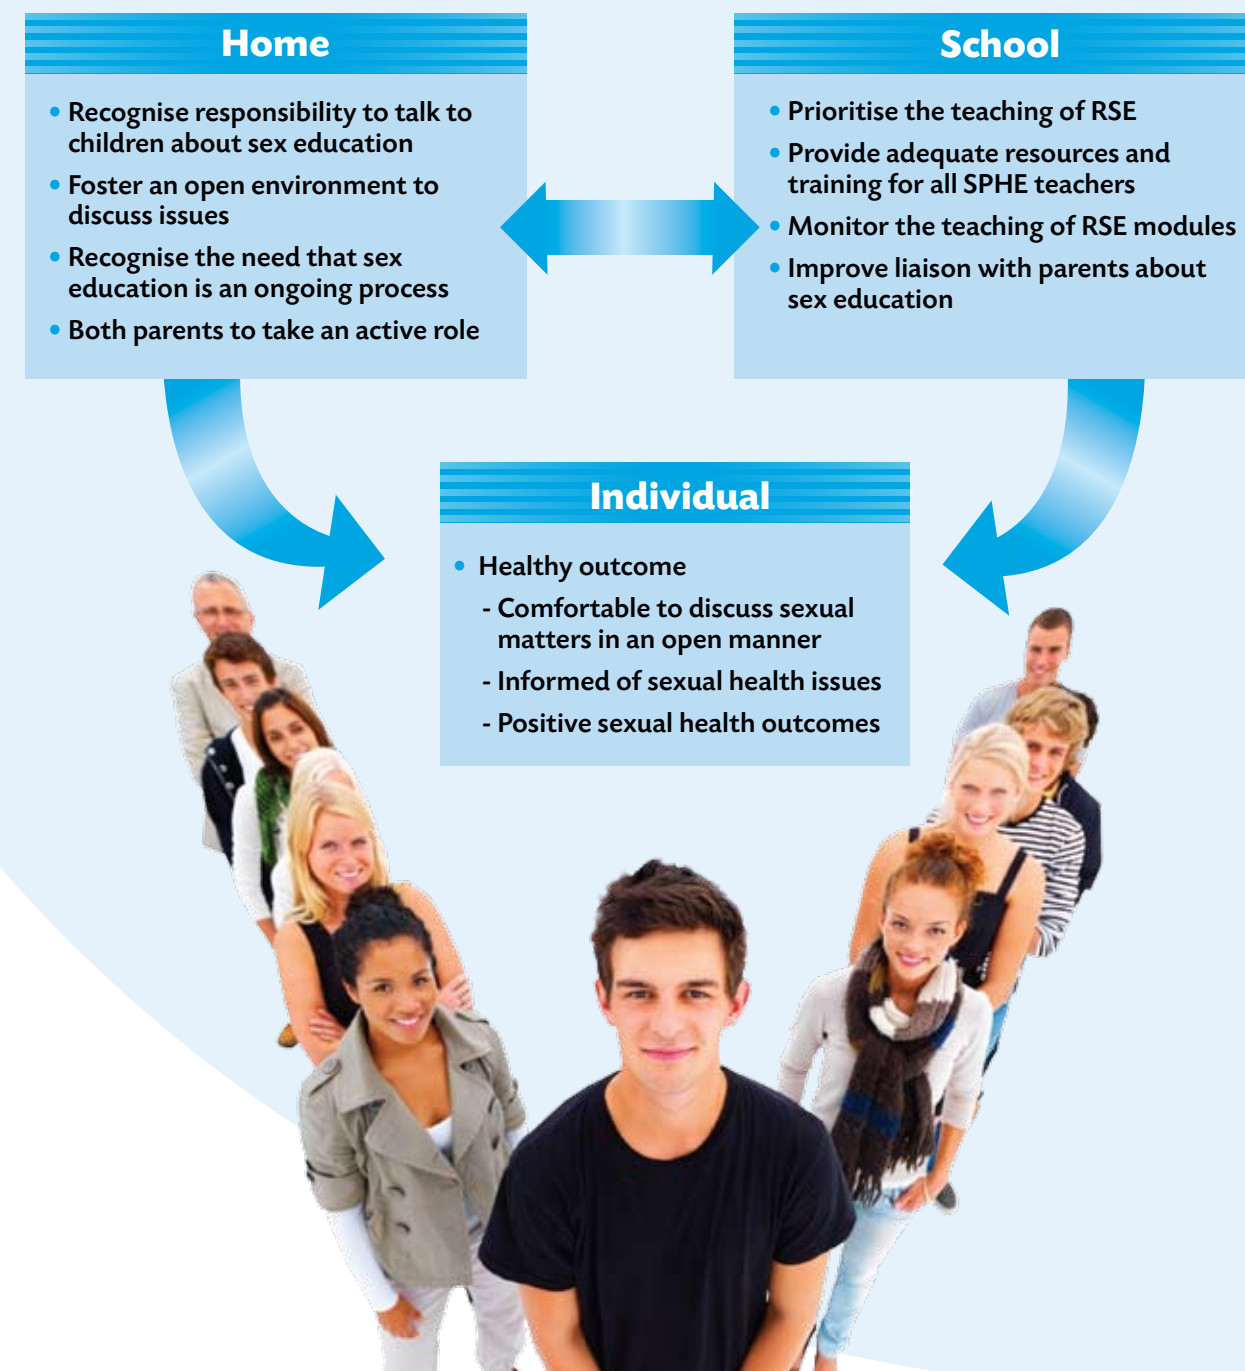 Home
• Recognise responsibility to talk to
children about sex education
• Foster an open environment to
discuss issues
• Recognise the need that sex
education is an ongoing process
• Both parents to take an active role
School
• Prioritise the teaching of RSE
• Provide adequate resources and
training for all SPHE teachers
• Monitor the teaching of RSE modules
• Improve liaison with parents about
sex education
Individual
• Healthy outcome
- Comfortable to discuss sexual
matters in an open manner
- Informed of sexual health issues
- Positive sexual health outcomes